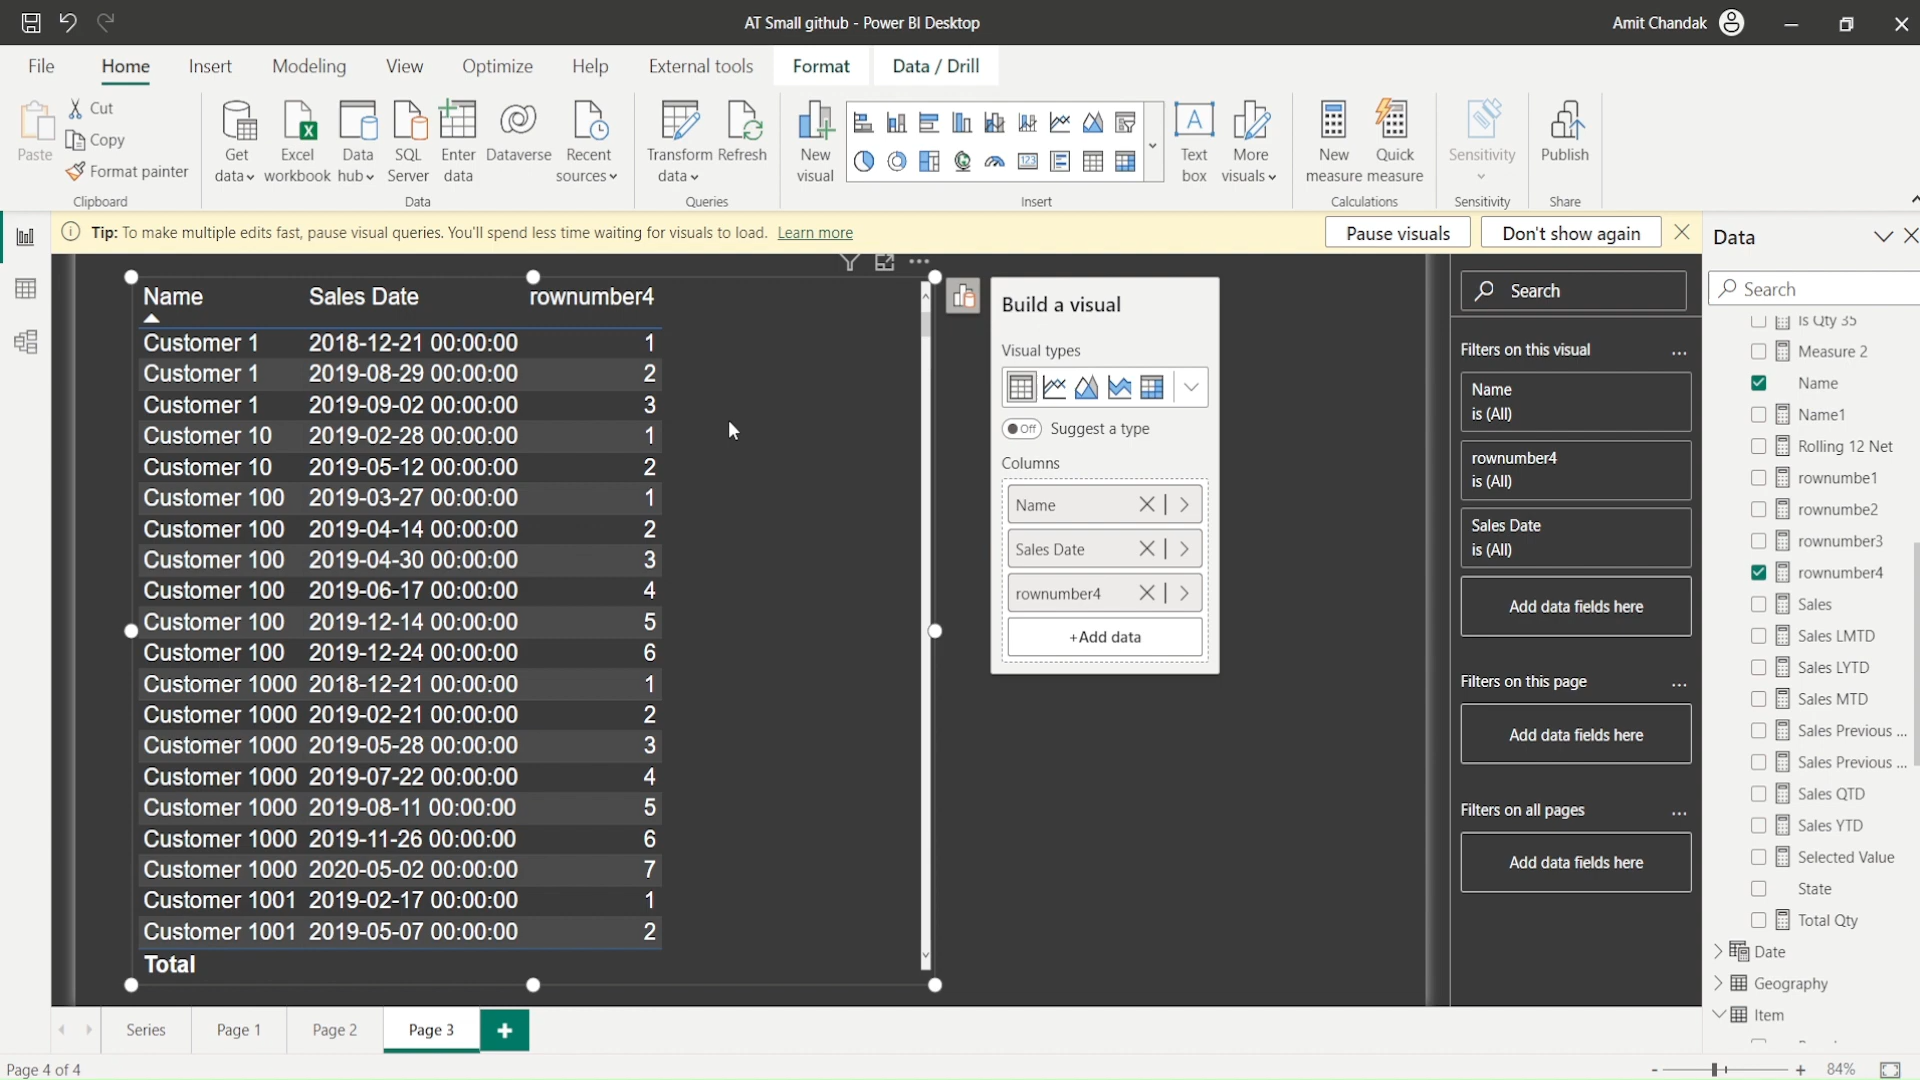 AT Small github - Power BI Desktop
Amit Chandak
File Home Insert Modeling View Optimize Help External tools Format Data / Drill
Paste
Cut
Copy
Format painter
Clipboard
Get data
Excel workbook
Data hub
SQL Server
Enter data
Dataverse
Recent sources
Data
Transform data
Refresh
Queries
New visual
Text box
More visuals
Insert
New measure
Quick measure
Calculations
Sensitivity
Sensitivity
Publish
Share
Tip: To make multiple edits fast, pause visual queries. You'll spend less time waiting for visuals to load. Learn more
Pause visuals
Don't show again
Name Sales Date rownumber4
Customer 1 2018-12-21 00:00:00 1
Customer 1 2019-08-29 00:00:00 2
Customer 1 2019-09-02 00:00:00 3
Customer 10 2019-02-28 00:00:00 1
Customer 10 2019-05-12 00:00:00 2
Customer 100 2019-03-27 00:00:00 1
Customer 100 2019-04-14 00:00:00 2
Customer 100 2019-04-30 00:00:00 3
Customer 100 2019-06-17 00:00:00 4
Customer 100 2019-12-14 00:00:00 5
Customer 100 2019-12-24 00:00:00 6
Customer 1000 2018-12-21 00:00:00 1
Customer 1000 2019-02-21 00:00:00 2
Customer 1000 2019-05-28 00:00:00 3
Customer 1000 2019-07-22 00:00:00 4
Customer 1000 2019-08-11 00:00:00 5
Customer 1000 2019-11-26 00:00:00 6
Customer 1000 2020-05-02 00:00:00 7
Customer 1001 2019-02-17 00:00:00 1
Customer 1001 2019-05-07 00:00:00 2
Total
Build a visual
Visual types
Off Suggest a type
Columns
Name
Sales Date
rownumber4
+Add data
Search
Filters on this visual ...
Name
is (All)
rownumber4
is (All)
Sales Date
is (All)
Add data fields here
Filters on this page ...
Add data fields here
Filters on all pages ...
Add data fields here
Data
Search
Is Qty 35
Measure 2
Name
Name1
Rolling 12 Net
rownumbe1
rownumbe2
rownumber3
rownumber4
Sales
Sales LMTD
Sales LYTD
Sales MTD
Sales Previous ...
Sales Previous ...
Sales QTD
Sales YTD
Selected Value
State
Total Qty
Date
Geography
Item
Series Page 1 Page 2 Page 3
Page 4 of 4
- + 84%